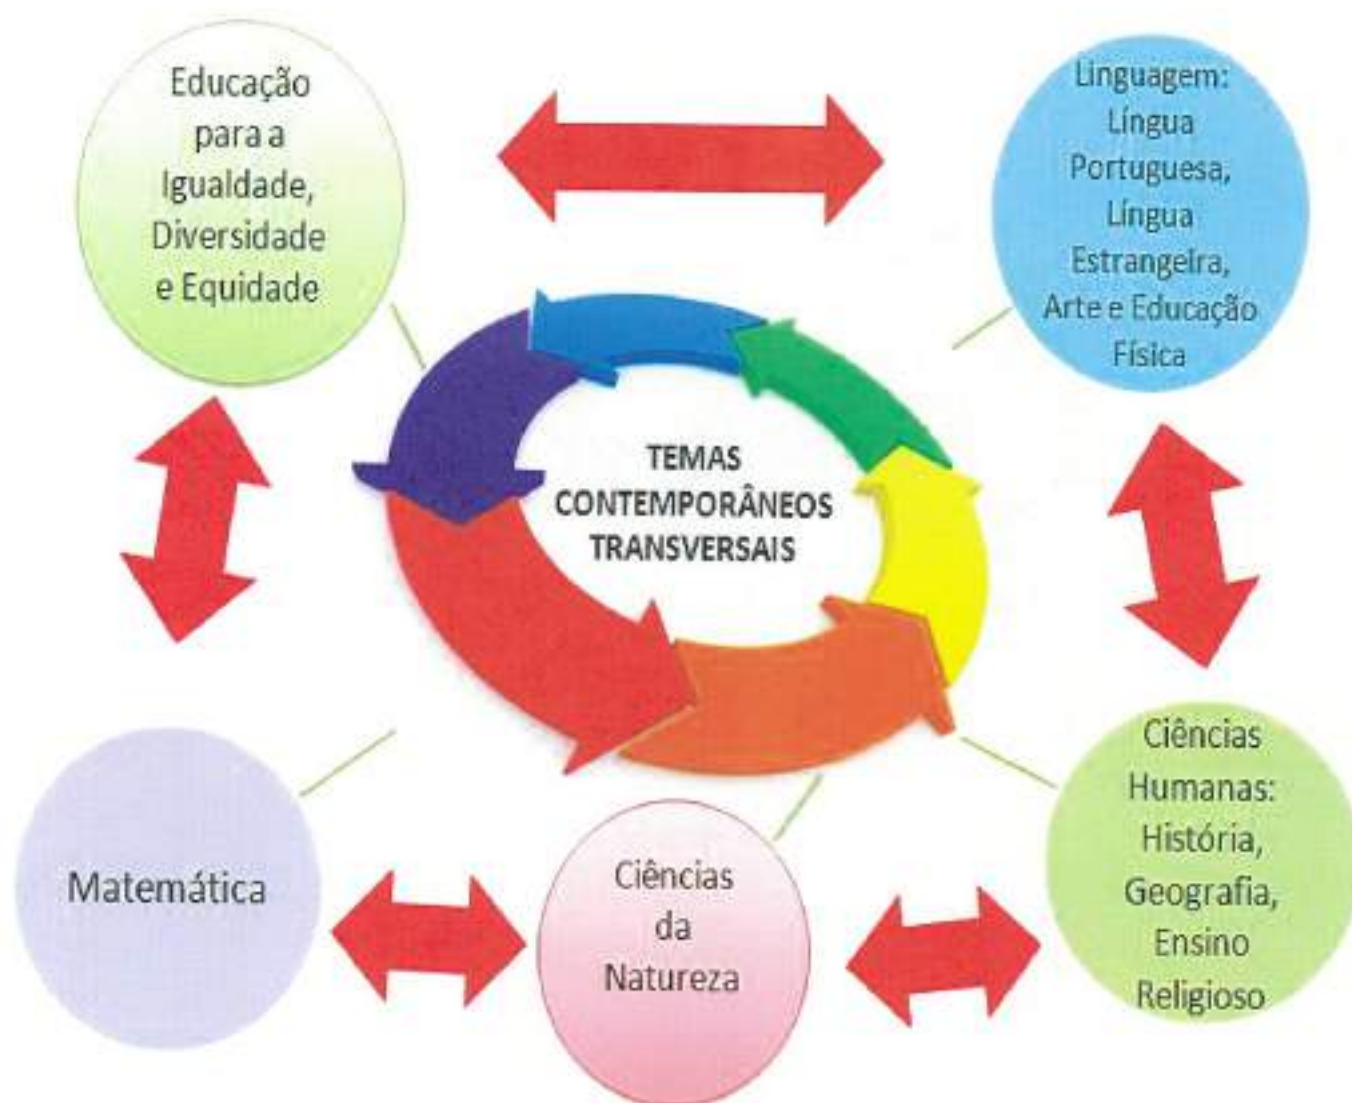 Educação
para a
Igualdade,
Diversidade
e Equidade
Linguagem:
Língua
Portuguesa,
Língua
Estrangeira,
Arte e Educação
Física
TEMAS
CONTEMPORÂNEOS
TRANSVERSAIS
Matemática
Ciências
da
Natureza
Ciências
Humanas:
História,
Geografia,
Ensino
Religioso